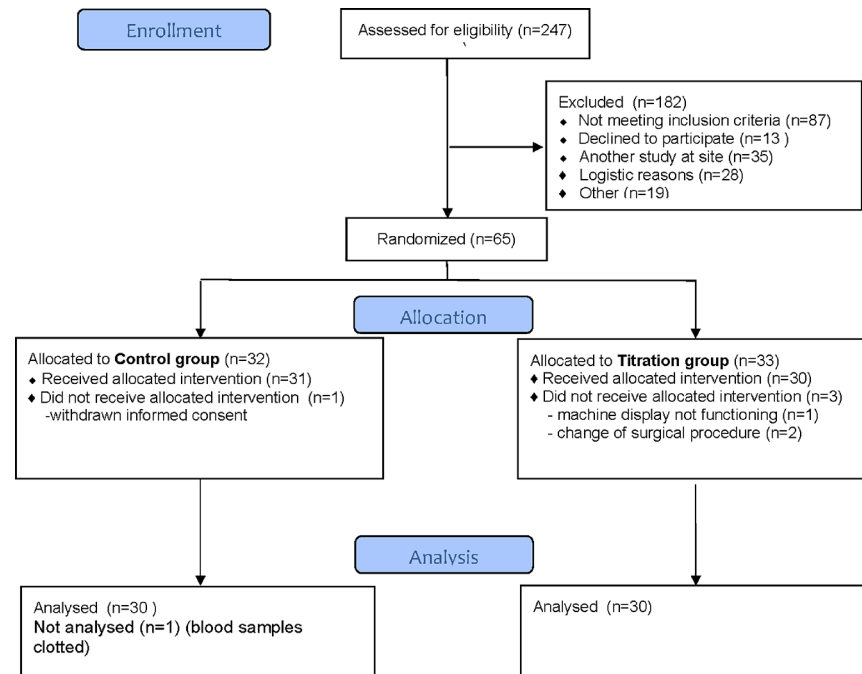 Enrollment
Assessed for eligibility (n=247)
Excluded (n=182)
⬥ Not meeting inclusion criteria (n=87)
⬥ Declined to participate (n=13 )
⬥ Another study at site (n=35)
♦ Logistic reasons (n=28)
♦ Other (n=19)
Randomized (n=65)
Allocation
Allocated to Control group (n=32)
⬥ Received allocated intervention (n=31)
♦ Did not receive allocated intervention (n=1)
-withdrawn informed consent
Allocated to Titration group (n=33)
♦ Received allocated intervention (n=30)
♦ Did not receive allocated intervention (n=3)
- machine display not functioning (n=1)
- change of surgical procedure (n=2)
Analysis
Analysed (n=30 )
Not analysed (n=1) (blood samples
clotted)
Analysed (n=30)